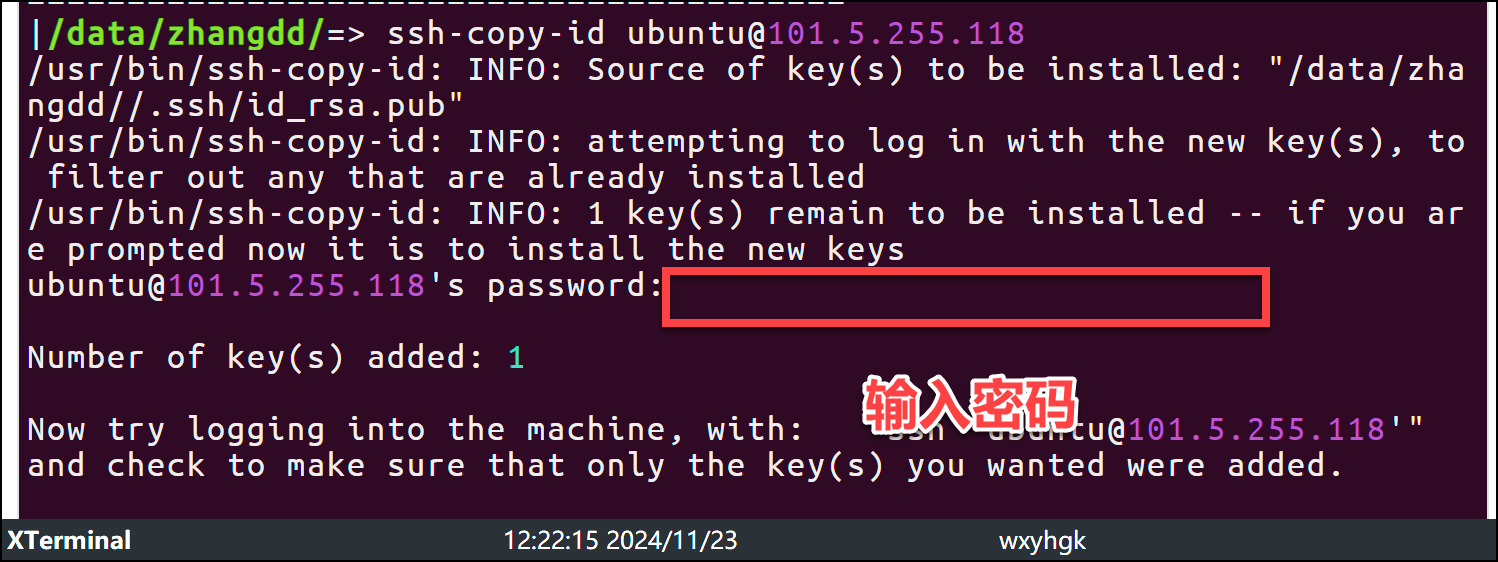 |/data/zhangdd/=> ssh-copy-id ubuntu@101.5.255.118
/usr/bin/ssh-copy-id: INFO: Source of key(s) to be installed: "/data/zha
ngdd//.ssh/id_rsa.pub"
/usr/bin/ssh-copy-id: INFO: attempting to log in with the new key(s), to
 filter out any that are already installed
/usr/bin/ssh-copy-id: INFO: 1 key(s) remain to be installed -- if you ar
e prompted now it is to install the new keys
ubuntu@101.5.255.118's password:
Number of key(s) added: 1
输入密码
Now try logging into the machine, with: ssh ubuntu@101.5.255.118'"
and check to make sure that only the key(s) you wanted were added.
XTerminal 12:22:15 2024/11/23 wxyhgk